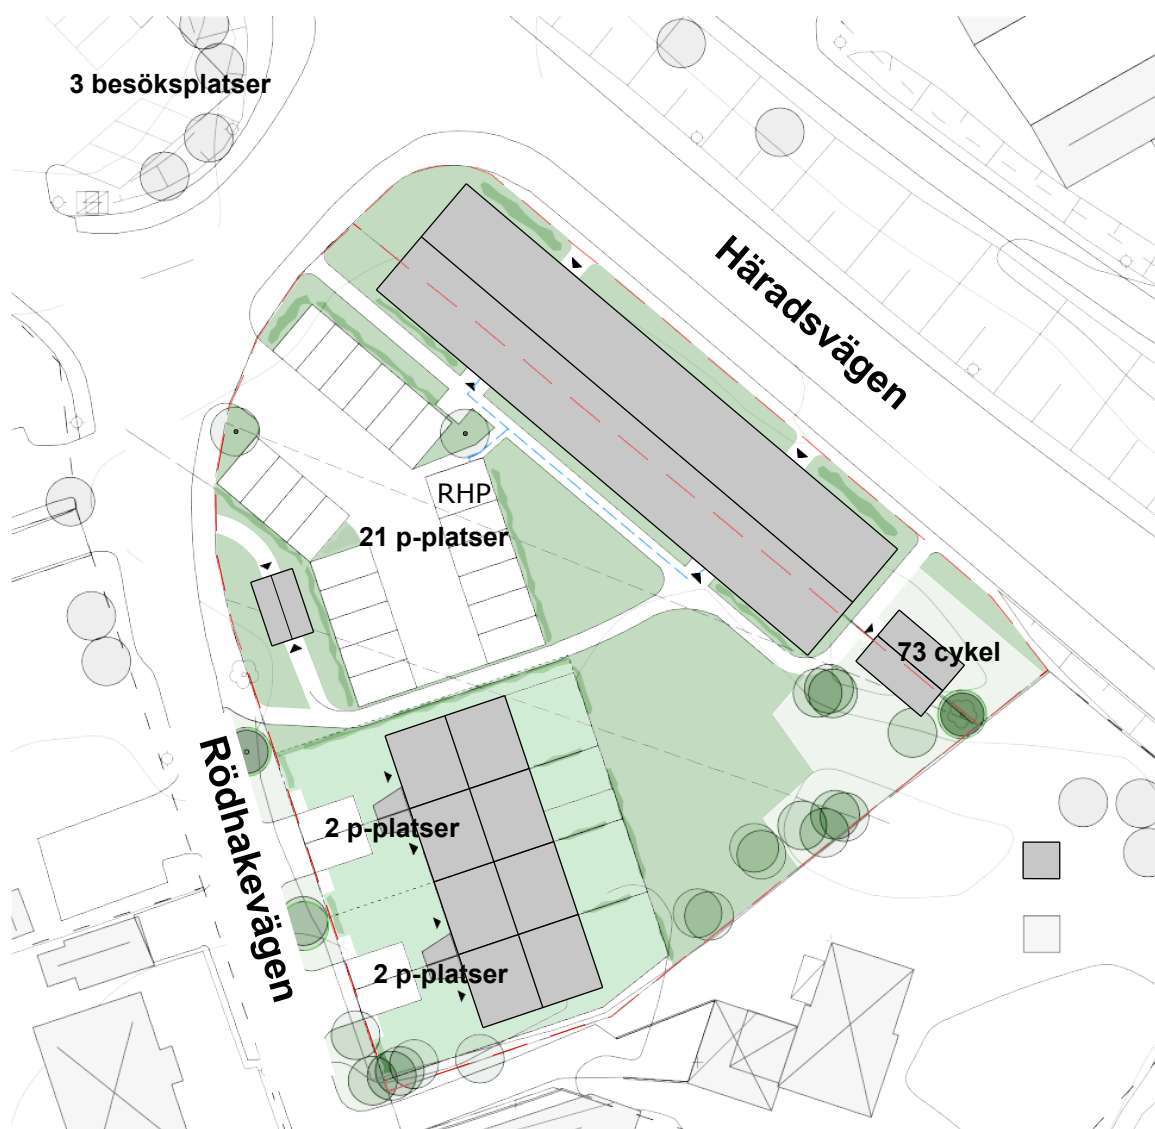 3 besöksplatser
Häradsvägen
RHP
21 p-platser
73 cykel
Rödhakevägen
2 p-platser
2 p-platser